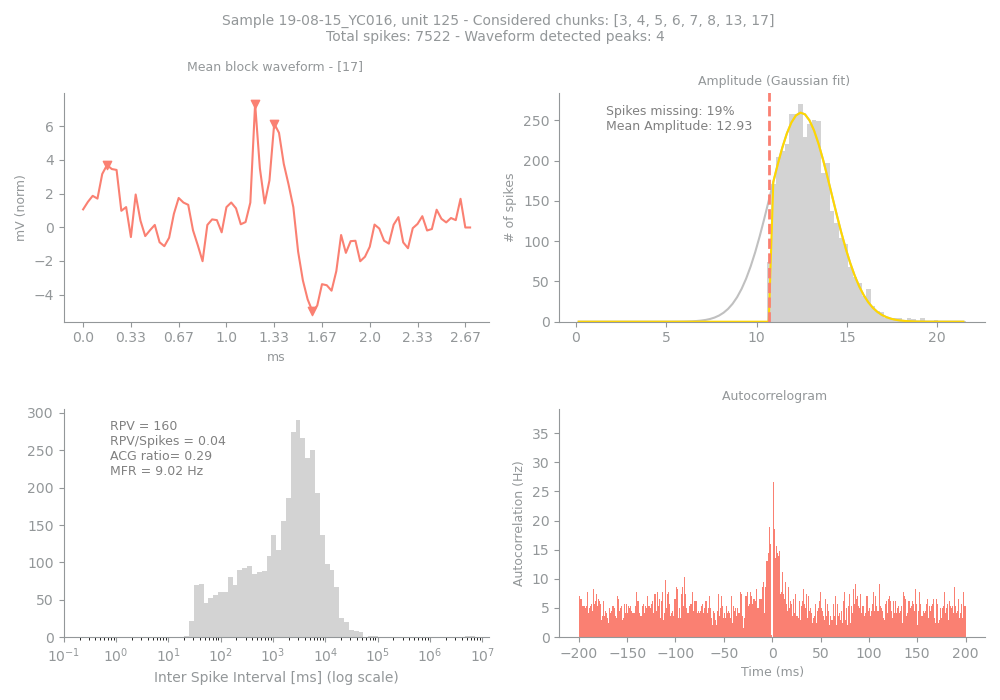 Sample 19-08-15_YC016, unit 125 - Considered chunks: [3, 4, 5, 6, 7, 8, 13, 17]
Total spikes: 7522 - Waveform detected peaks: 4
Mean block waveform - [17]
mV (norm)
6
4
2
0
−2
−4
0.0 0.33 0.67 1.0 1.33 1.67 2.0 2.33 2.67
ms
Amplitude (Gaussian fit)
Spikes missing: 19%
Mean Amplitude: 12.93
# of spikes
250
200
150
100
50
0
0 5 10 15 20
RPV = 160
RPV/Spikes = 0.04
ACG ratio= 0.29
MFR = 9.02 Hz
300
250
200
150
100
50
0
10⁻¹ 10⁰ 10¹ 10² 10³ 10⁴ 10⁵ 10⁶ 10⁷
Inter Spike Interval [ms] (log scale)
Autocorrelogram
Autocorrelation (Hz)
35
30
25
20
15
10
5
0
−200 −150 −100 −50 0 50 100 150 200
Time (ms)